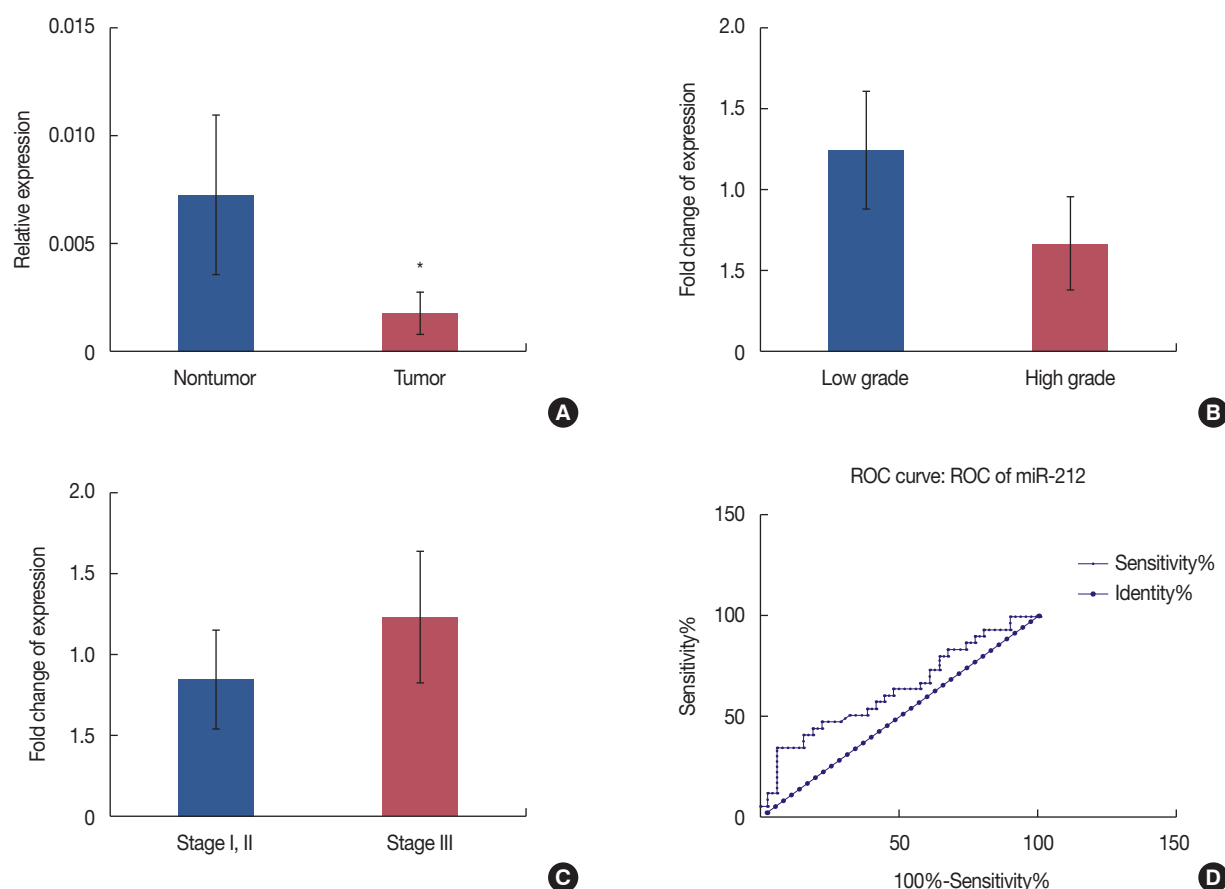 0.015
0.010
0.005
0
Relative expression
*
Nontumor
Tumor
A
2.0
1.5
1.0
1.5
0
Fold change of expression
Low grade
High grade
B
2.0
1.5
1.0
1.5
0
Fold change of expression
Stage I, II
Stage III
C
ROC curve: ROC of miR-212
150
100
50
0
Sensitivity%
Sensitivity%
Identity%
50
100
150
100%-Sensitivity%
D